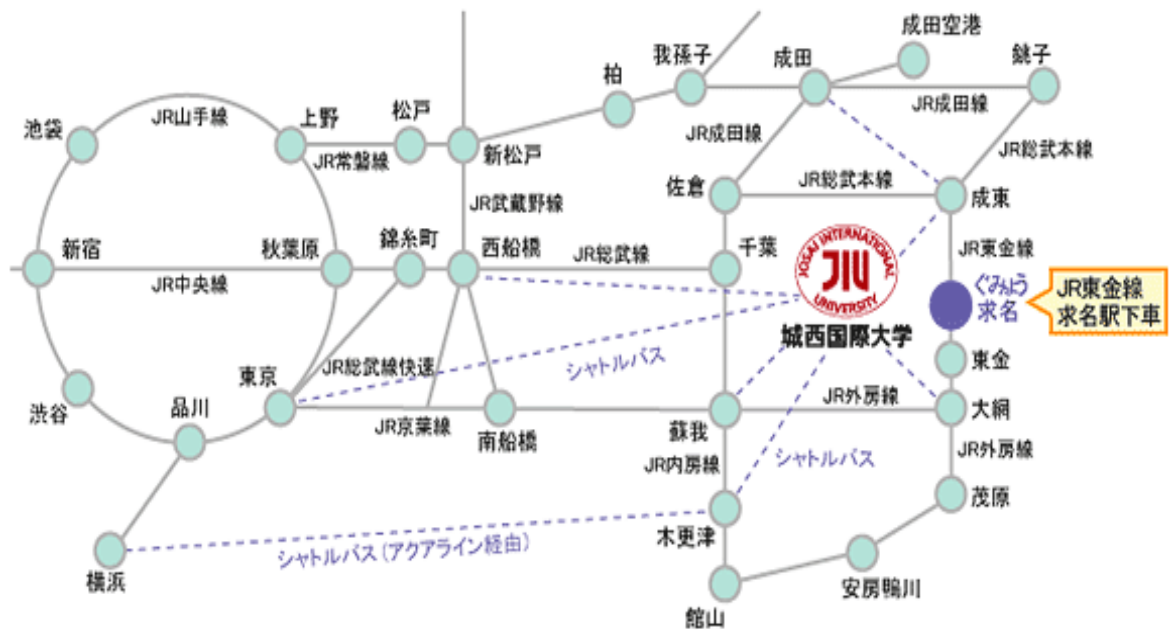 成田空港
我孫子
成田
銚子
柏
JR山手線
上野
松戸
JR成田線
池袋
新松戸
JR成田線
JR常磐線
JR総武本線
佐倉
JR総武本線
成東
JR武蔵野線
千葉
JOSAI INTERNATIONAL
JIU
UNIVERSITY
城西国際大学
JR東金線
新宿
秋葉原
錦糸町
西船橋
JR総武線
JR中央線
ぐみょう
求名
JR東金線
求名駅下車
東金
東京
JR総武線快速
シャトルバス
渋谷
品川
JR京葉線
南船橋
蘇我
JR外房線
大網
JR内房線
シャトルバス
JR外房線
茂原
木更津
シャトルバス(アクアライン経由)
横浜
館山
安房鴨川